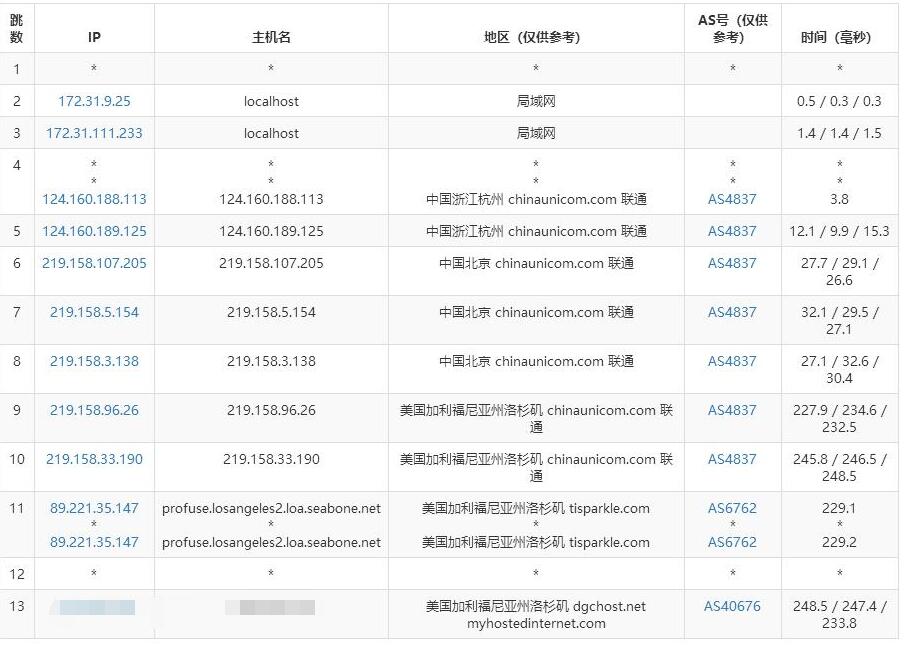 跳
数
IP
主机名
地区（仅供参考）
AS号（仅供
参考）
时间（毫秒）
1
*
*
*
*
*
2
172.31.9.25
localhost
局域网
0.5 / 0.3 / 0.3
3
172.31.111.233
localhost
局域网
1.4 / 1.4 / 1.5
4
*
*
*
*
*
*
*
*
*
*
124.160.188.113
124.160.188.113
中国浙江杭州 chinaunicom.com 联通
AS4837
3.8
5
124.160.189.125
124.160.189.125
中国浙江杭州 chinaunicom.com 联通
AS4837
12.1 / 9.9 / 15.3
6
219.158.107.205
219.158.107.205
中国北京 chinaunicom.com 联通
AS4837
27.7 / 29.1 /
26.6
7
219.158.5.154
219.158.5.154
中国北京 chinaunicom.com 联通
AS4837
32.1 / 29.5 /
27.1
8
219.158.3.138
219.158.3.138
中国北京 chinaunicom.com 联通
AS4837
27.1 / 32.6 /
30.4
9
219.158.96.26
219.158.96.26
美国加利福尼亚州洛杉矶 chinaunicom.com 联
通
AS4837
227.9 / 234.6 /
232.5
10
219.158.33.190
219.158.33.190
美国加利福尼亚州洛杉矶 chinaunicom.com 联
通
AS4837
245.8 / 246.5 /
248.5
11
89.221.35.147
profuse.losangeles2.loa.seabone.net
美国加利福尼亚州洛杉矶 tisparkle.com
AS6762
229.1
*
*
*
*
*
89.221.35.147
profuse.losangeles2.loa.seabone.net
美国加利福尼亚州洛杉矶 tisparkle.com
AS6762
229.2
12
*
*
*
*
*
13
美国加利福尼亚州洛杉矶 dgchost.net
myhostedinternet.com
AS40676
248.5 / 247.4 /
233.8